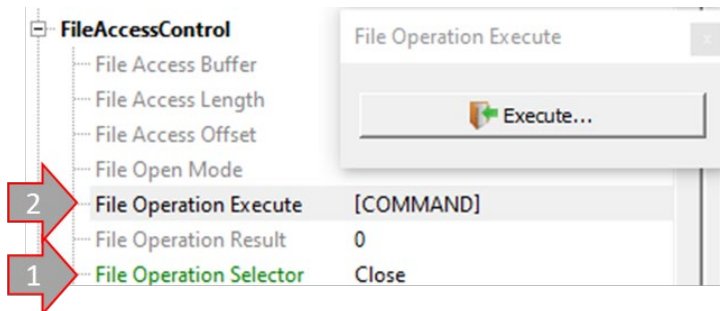 FileAccessControl
File Operation Execute
x
File Access Buffer
File Access Length
Execute...
File Access Offset
File Open Mode
2 File Operation Execute [COMMAND]
File Operation Result 0
1 File Operation Selector Close